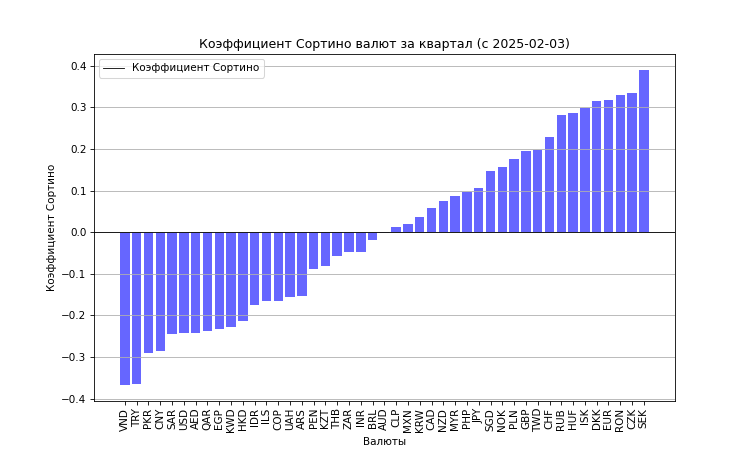 Коэффициент Сортино валют за квартал (с 2025-02-03)
Коэффициент Сортино
Коэффициент Сортино
0.4
0.3
0.2
0.1
0.0
−0.1
−0.2
−0.3
−0.4
VND TRY PKR CNY SAR USD AED QAR EGP KWD HKD IDR ILS COP UAH ARS PEN KZT THB ZAR INR BRL AUD CLP MXN KRW CAD NZD MYR PHP JPY SGD NOK PLN GBP TWD CHF RUB HUF ISK DKK EUR RON CZK SEK
Валюты